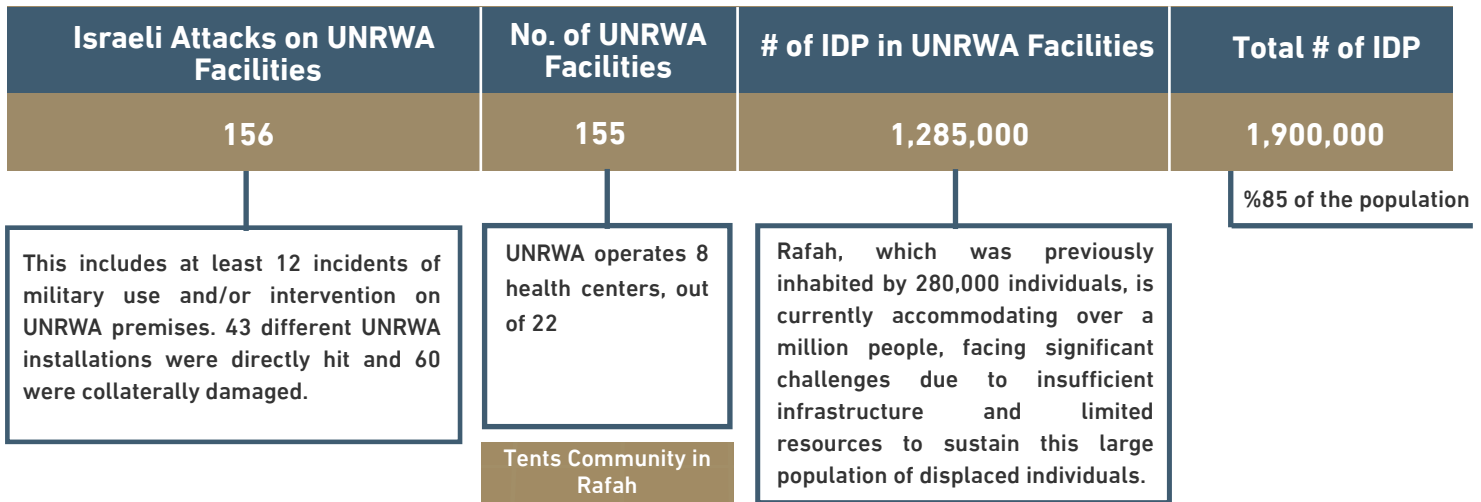 Israeli Attacks on UNRWA
Facilities
No. of UNRWA
Facilities
# of IDP in UNRWA Facilities
Total # of IDP
156
155
1,285,000
1,900,000
This includes at least 12 incidents of
military use and/or intervention on
UNRWA premises. 43 different UNRWA
installations were directly hit and 60
were collaterally damaged.
UNRWA operates 8
health centers, out
of 22
Tents Community in
Rafah
Rafah, which was previously
inhabited by 280,000 individuals, is
currently accommodating over a
million people, facing significant
challenges due to insufficient
infrastructure and limited
resources to sustain this large
population of displaced individuals.
%85 of the population